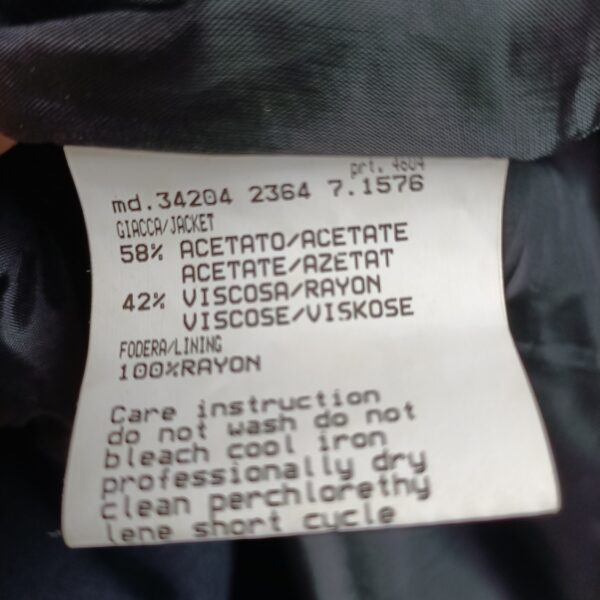 prt. 4604
md.34204 2364 7.1576
GIACCA/JACKET
58% ACETATO/ACETATE
ACETATE/AZETAT
42% VISCOSA/RAYON
VISCOSE/VISKOSE
FODERA/LINING
100%RAYON
Care instruction
do not wash do not
bleach cool iron
professionally dry
clean perchlorethy
lene short cycle